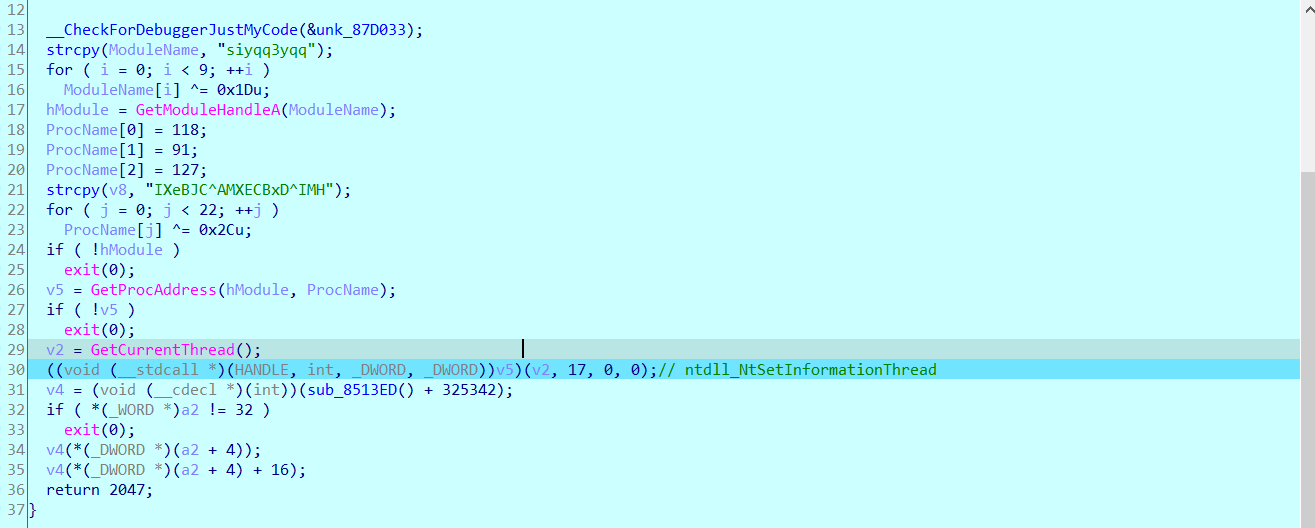 12
13 __CheckForDebuggerJustMyCode(&unk_87D033);
14 strcpy(ModuleName, "siyqq3yqq");
15 for ( i = 0; i < 9; ++i )
16 ModuleName[i] ^= 0x1Du;
17 hModule = GetModuleHandleA(ModuleName);
18 ProcName[0] = 118;
19 ProcName[1] = 91;
20 ProcName[2] = 127;
21 strcpy(v8, "IXeBJC^AMXECBxD^IMH");
22 for ( j = 0; j < 22; ++j )
23 ProcName[j] ^= 0x2Cu;
24 if ( !hModule )
25 exit(0);
26 v5 = GetProcAddress(hModule, ProcName);
27 if ( !v5 )
28 exit(0);
29 v2 = GetCurrentThread();
30 ((void (__stdcall *)(HANDLE, int, _DWORD, _DWORD))v5)(v2, 17, 0, 0);// ntdll_NtSetInformationThread
31 v4 = (void (__cdecl *)(int))(sub_8513ED() + 325342);
32 if ( *(_WORD *)a2 != 32 )
33 exit(0);
34 v4(*(_DWORD *)(a2 + 4));
35 v4(*(_DWORD *)(a2 + 4) + 16);
36 return 2047;
37 }